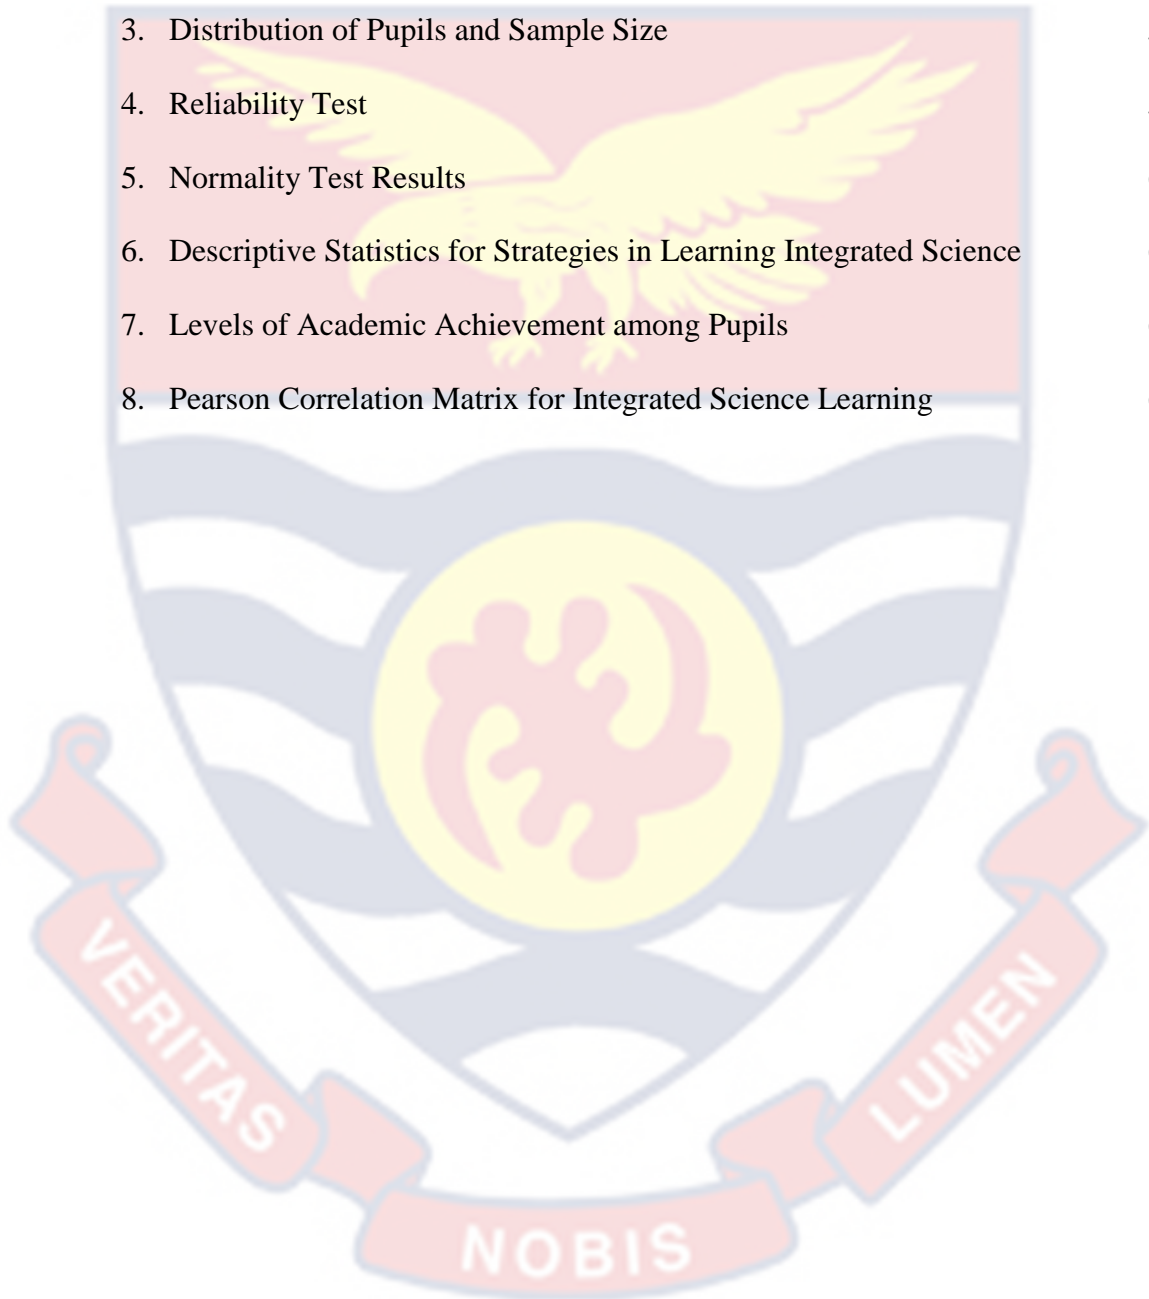 3. Distribution of Pupils and Sample Size
4. Reliability Test
5. Normality Test Results
6. Descriptive Statistics for Strategies in Learning Integrated Science
7. Levels of Academic Achievement among Pupils
8. Pearson Correlation Matrix for Integrated Science Learning
VERITAS
NOBIS
LUMEN